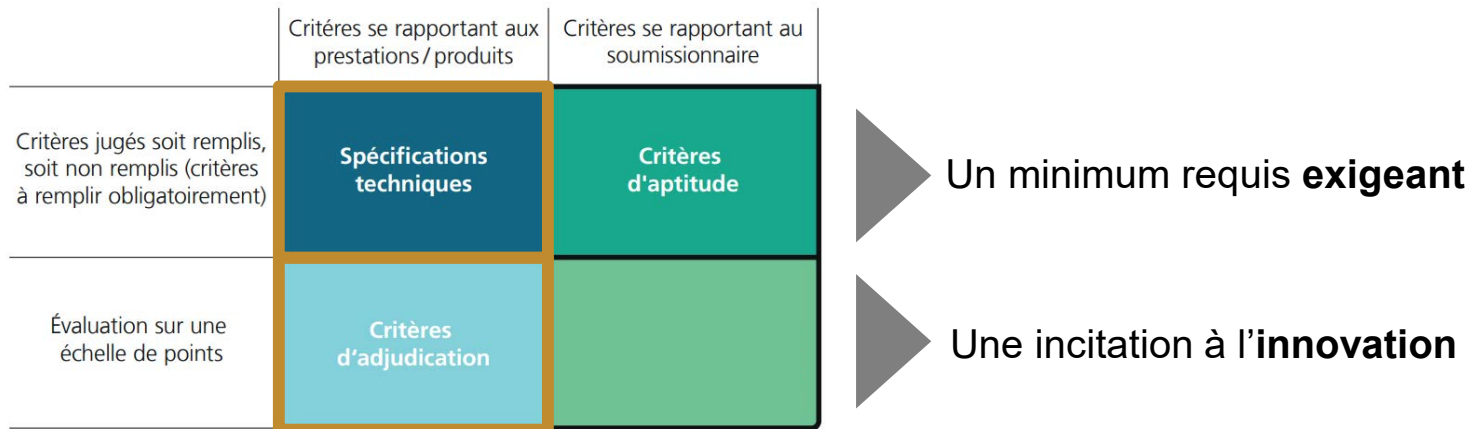 Critéres se rapportant aux
prestations / produits
Critères se rapportant au
soumissionnaire
Critères jugés soit remplis,
soit non remplis (critères
à remplir obligatoirement)
Spécifications
techniques
Critères
d'aptitude
Un minimum requis exigeant
Évaluation sur une
échelle de points
Critères
d'adjudication
Une incitation à l’innovation